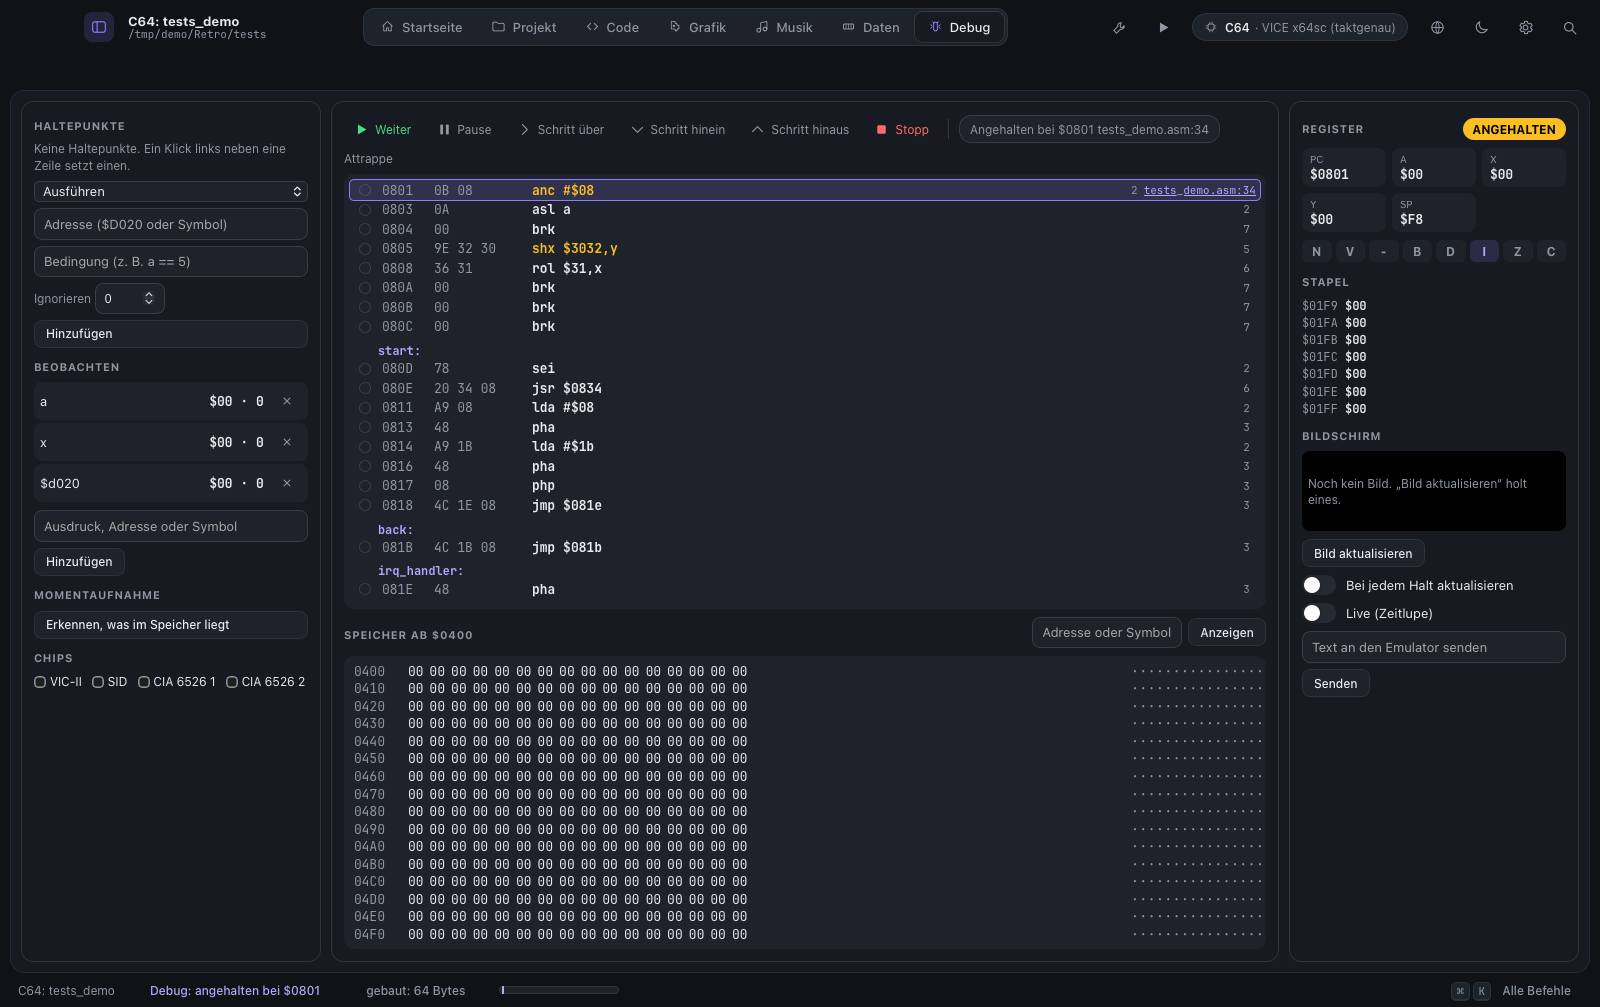 C64: tests_demo
/tmp/demo/Retro/tests
Startseite
Projekt
Code
Grafik
Musik
Daten
Debug
C64 · VICE x64sc (taktgenau)
HALTEPUNKTE
Keine Haltepunkte. Ein Klick links neben eine
Zeile setzt einen.
Ausführen
Adresse ($D020 oder Symbol)
Bedingung (z. B. a == 5)
Ignorieren 0
Hinzufügen
BEOBACHTEN
a $00 · 0 ×
x $00 · 0 ×
$d020 $00 · 0 ×
Ausdruck, Adresse oder Symbol
Hinzufügen
MOMENTAUFNAHME
Erkennen, was im Speicher liegt
CHIPS
VIC-II SID CIA 6526 1 CIA 6526 2
Weiter Pause Schritt über Schritt hinein Schritt hinaus Stopp Angehalten bei $0801 tests_demo.asm:34
Attrappe
0801 0B 08 anc #$08 2 tests_demo.asm:34
0803 0A asl a 2
0804 00 brk 7
0805 9E 32 30 shx $3032,y 5
0808 36 31 rol $31,x 6
080A 00 brk 7
080B 00 brk 7
080C 00 brk 7
start:
080D 78 sei 2
080E 20 34 08 jsr $0834 6
0811 A9 08 lda #$08 2
0813 48 pha 3
0814 A9 1B lda #$1b 2
0816 48 pha 3
0817 08 php 3
0818 4C 1E 08 jmp $081e 3
back:
081B 4C 1B 08 jmp $081b 3
irq_handler:
081E 48 pha 3
SPEICHER AB $0400
Adresse oder Symbol
Anzeigen
0400 00 00 00 00 00 00 00 00 00 00 00 00 00 00 00 00 ················
0410 00 00 00 00 00 00 00 00 00 00 00 00 00 00 00 00 ················
0420 00 00 00 00 00 00 00 00 00 00 00 00 00 00 00 00 ················
0430 00 00 00 00 00 00 00 00 00 00 00 00 00 00 00 00 ················
0440 00 00 00 00 00 00 00 00 00 00 00 00 00 00 00 00 ················
0450 00 00 00 00 00 00 00 00 00 00 00 00 00 00 00 00 ················
0460 00 00 00 00 00 00 00 00 00 00 00 00 00 00 00 00 ················
0470 00 00 00 00 00 00 00 00 00 00 00 00 00 00 00 00 ················
0480 00 00 00 00 00 00 00 00 00 00 00 00 00 00 00 00 ················
0490 00 00 00 00 00 00 00 00 00 00 00 00 00 00 00 00 ················
04A0 00 00 00 00 00 00 00 00 00 00 00 00 00 00 00 00 ················
04B0 00 00 00 00 00 00 00 00 00 00 00 00 00 00 00 00 ················
04C0 00 00 00 00 00 00 00 00 00 00 00 00 00 00 00 00 ················
04D0 00 00 00 00 00 00 00 00 00 00 00 00 00 00 00 00 ················
04E0 00 00 00 00 00 00 00 00 00 00 00 00 00 00 00 00 ················
04F0 00 00 00 00 00 00 00 00 00 00 00 00 00 00 00 00 ················
REGISTER
ANGEHALTEN
PC A X
$0801 $00 $00
Y SP
$00 $F8
N V - B D I Z C
STAPEL
$01F9 $00
$01FA $00
$01FB $00
$01FC $00
$01FD $00
$01FE $00
$01FF $00
BILDSCHIRM
Noch kein Bild. „Bild aktualisieren" holt
eines.
Bild aktualisieren
Bei jedem Halt aktualisieren
Live (Zeitlupe)
Text an den Emulator senden
Senden
C64: tests_demo
Debug: angehalten bei $0801
gebaut: 64 Bytes
⌘ K Alle Befehle